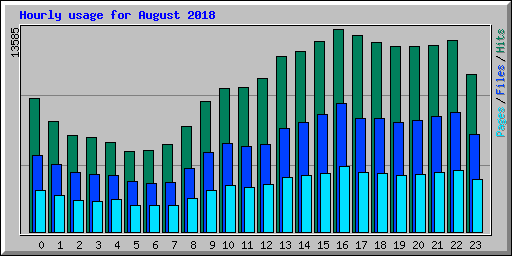 Hourly usage for August 2018
13585
Pages/Files/Hits
0 1 2 3 4 5 6 7 8 9 10 11 12 13 14 15 16 17 18 19 20 21 22 23